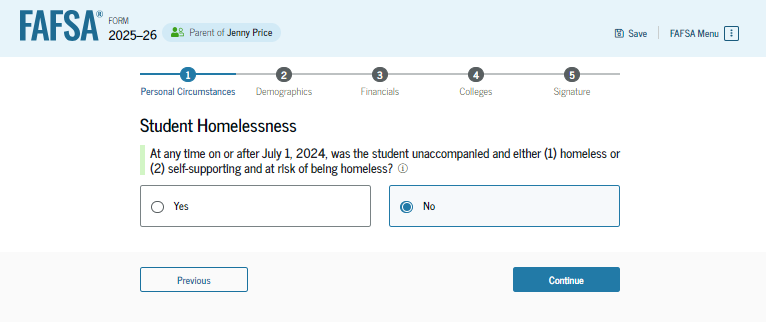 FAFSA® FORM
2025–26 Parent of Jenny Price Save FAFSA Menu
1 2 3 4 5
Personal Circumstances Demographics Financials Colleges Signature
Student Homelessness
At any time on or after July 1, 2024, was the student unaccompanied and either (1) homeless or
(2) self-supporting and at risk of being homeless?
Yes No
Previous Continue